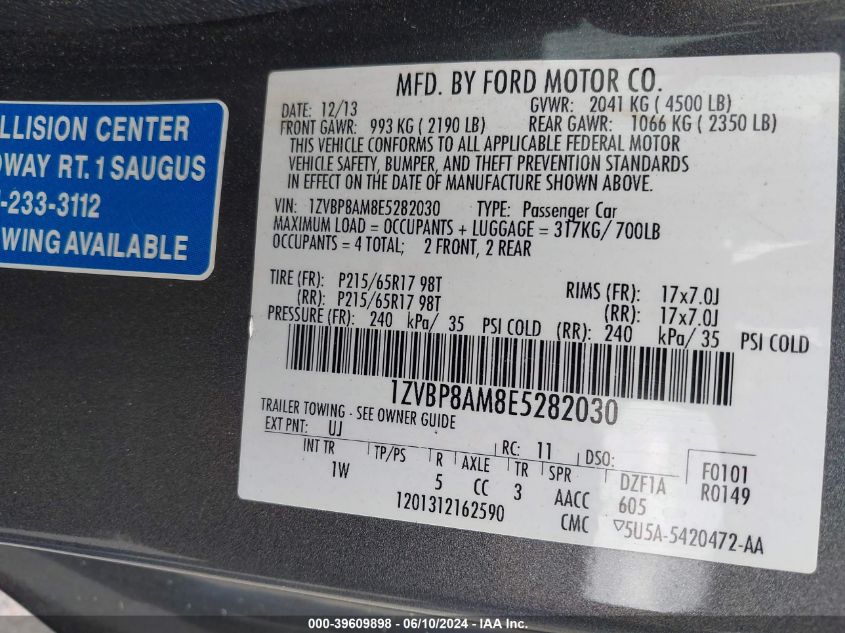 LLISION CENTER
DWAY RT. 1 SAUGUS
-233-3112
WING AVAILABLE
MFD. BY FORD MOTOR CO.
DATE: 12/13 GVWR: 2041 KG ( 4500 LB)
FRONT GAWR: 993 KG ( 2190 LB) REAR GAWR: 1066 KG ( 2350 LB)
THIS VEHICLE CONFORMS TO ALL APPLICABLE FEDERAL MOTOR
VEHICLE SAFETY, BUMPER, AND THEFT PREVENTION STANDARDS
IN EFFECT ON THE DATE OF MANUFACTURE SHOWN ABOVE.
VIN: 1ZVBP8AM8E5282030 TYPE: Passenger Car
MAXIMUM LOAD = OCCUPANTS + LUGGAGE = 317KG/ 700LB
OCCUPANTS = 4 TOTAL; 2 FRONT, 2 REAR
TIRE (FR): P215/65R17 98T RIMS (FR): 17x7.0J
(RR): P215/65R17 98T (RR): 17x7.0J
PRESSURE (FR): 240 kPa/ 35 PSI COLD (RR): 240 kPa/ 35 PSI COLD
1ZVBP8AM8E5282030
TRAILER TOWING - SEE OWNER GUIDE
EXT PNT: UJ RC: 11 DSO: F0101
INT TR TP/PS R AXLE TR SPR DZF1A R0149
1W 5 CC 3 AACC 605
1201312162590 CMC ▽5U5A-5420472-AA
000-39609898 - 06/10/2024 - IAA Inc.